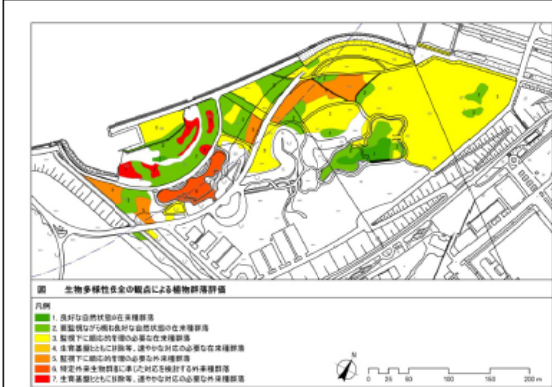 図 生物多様性保全の観点による植物群落評価
凡例
1. 良好な自然状態の在来種群落
2. 要監視ながら概ね良好な自然状態の在来種群落
3. 監視下に順応的管理の必要な在来種群落
4. 生育基盤とともに排除等、速やかな対応の必要な在来種群落
5. 監視下に順応的管理の必要な外来種群落
6. 特定外来生物群落に準じた対応を検討する外来種群落
7. 生育基盤とともに排除等、速やかな対応の必要な外来種群落
0 25 50 100 150 200 m